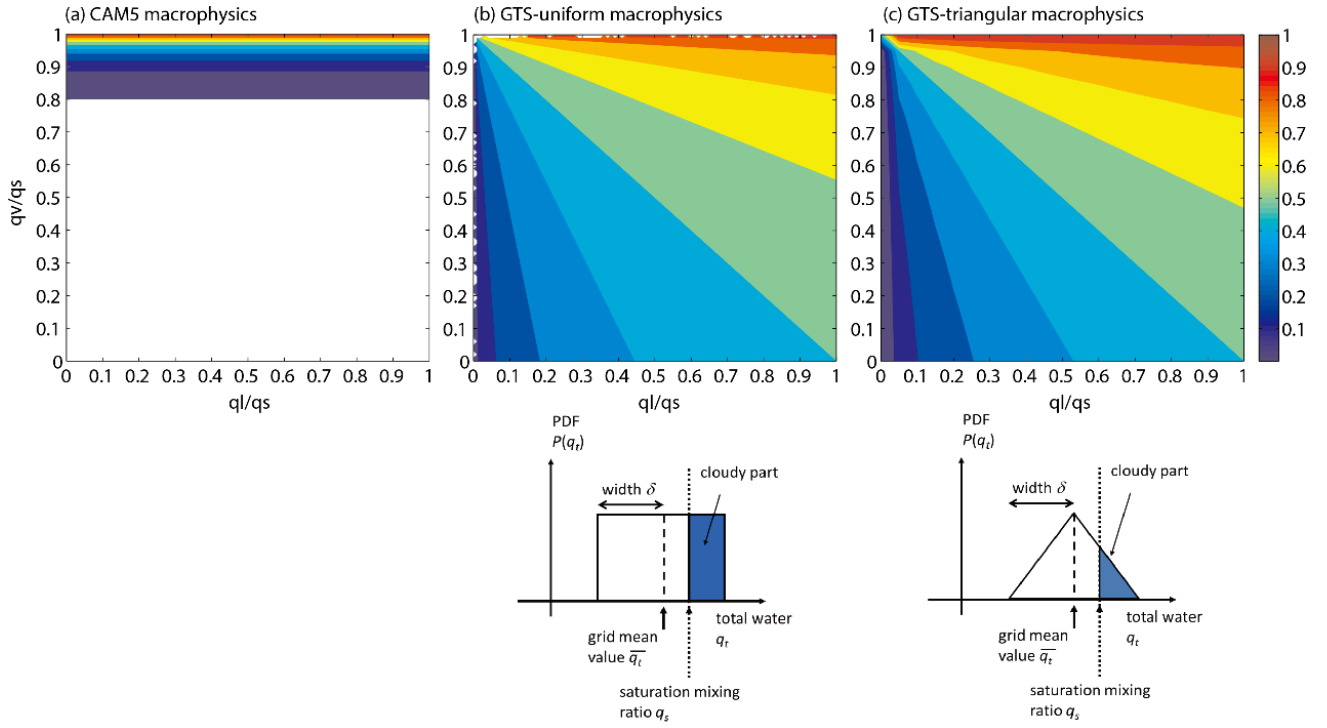 (a) CAM5 macrophysics
(b) GTS-uniform macrophysics
(c) GTS-triangular macrophysics
qv/qs
1
0.9
0.8
0.7
0.6
0.5
0.4
0.3
0.2
0.1
0
0 0.1 0.2 0.3 0.4 0.5 0.6 0.7 0.8 0.9 1
ql/qs
1
0.9
0.8
0.7
0.6
0.5
0.4
0.3
0.2
0.1
0
0 0.1 0.2 0.3 0.4 0.5 0.6 0.7 0.8 0.9 1
ql/qs
1
0.9
0.8
0.7
0.6
0.5
0.4
0.3
0.2
0.1
0
0 0.1 0.2 0.3 0.4 0.5 0.6 0.7 0.8 0.9 1
ql/qs
1
0.9
0.8
0.7
0.6
0.5
0.4
0.3
0.2
0.1
PDF
P(qt)
cloudy part
width δ
total water
qt
grid mean
value qt
saturation mixing
ratio qs
PDF
P(qt)
cloudy part
width δ
total water
qt
grid mean
value qt
saturation mixing
ratio qs